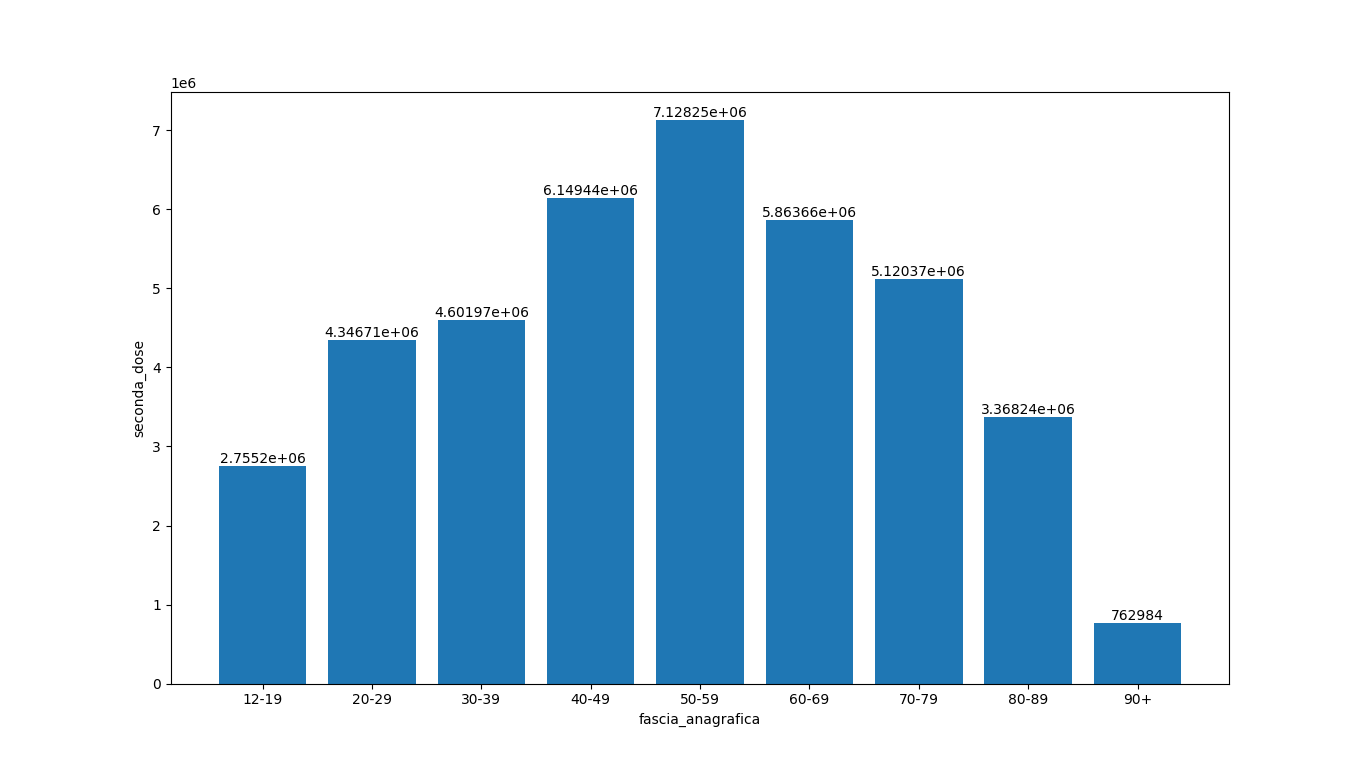 1e6
7.12825e+06
7
6.14944e+06
6
5.86366e+06
5.12037e+06
5
4.60197e+06
4.34671e+06
4
seconda_dose
3.36824e+06
3
2.7552e+06
2
1
762984
0
12-19 20-29 30-39 40-49 50-59 60-69 70-79 80-89 90+
fascia_anagrafica